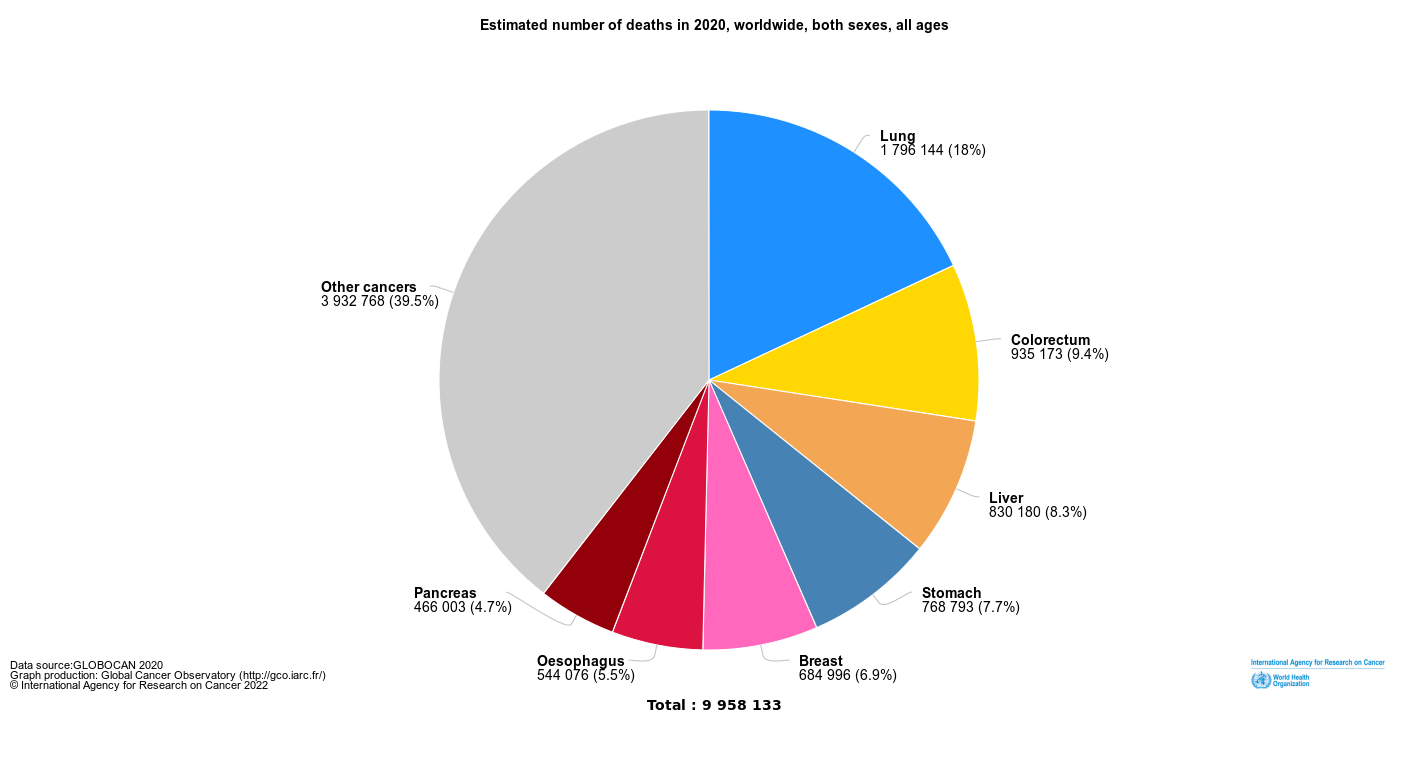 Estimated number of deaths in 2020, worldwide, both sexes, all ages
Lung
1 796 144 (18%)
Other cancers
3 932 768 (39.5%)
Colorectum
935 173 (9.4%)
Liver
830 180 (8.3%)
Pancreas
466 003 (4.7%)
Stomach
768 793 (7.7%)
Oesophagus
544 076 (5.5%)
Breast
684 996 (6.9%)
Total : 9 958 133
Data source:GLOBOCAN 2020
Graph production: Global Cancer Observatory (http://gco.iarc.fr/)
© International Agency for Research on Cancer 2022
International Agency for Research on Cancer
World Health
Organization